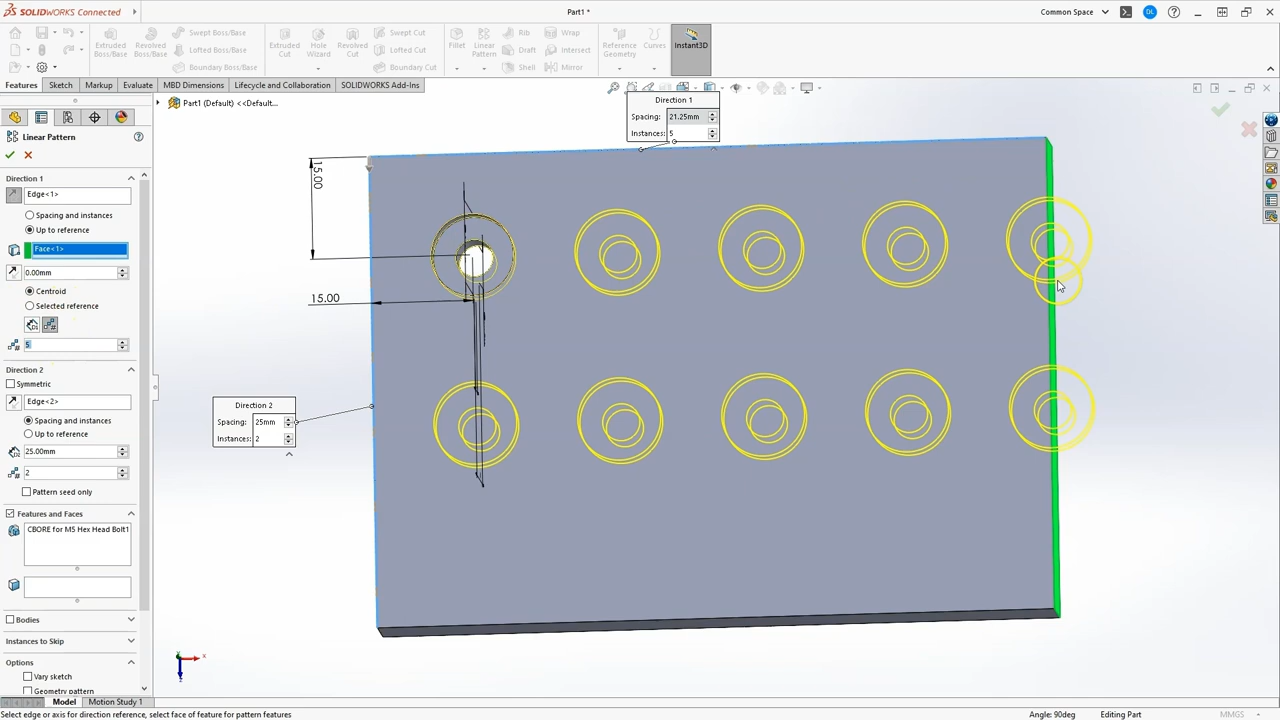 SOLIDWORKS Connected
Part1 *
Common Space
DL
Extruded Boss/Base
Revolved Boss/Base
Swept Boss/Base
Lofted Boss/Base
Boundary Boss/Base
Extruded Cut
Hole Wizard
Revolved Cut
Swept Cut
Lofted Cut
Boundary Cut
Fillet
Linear Pattern
Rib
Draft
Shell
Wrap
Intersect
Mirror
Reference Geometry
Curves
Instant3D
Features
Sketch
Markup
Evaluate
MBD Dimensions
Lifecycle and Collaboration
SOLIDWORKS Add-Ins
Part1 (Default) <<Default...
Linear Pattern
Direction 1
Edge<1>
Spacing and instances
Up to reference
Face<1>
0.00mm
Centroid
Selected reference
5
Direction 2
Symmetric
Edge<2>
Spacing and instances
Up to reference
25.00mm
2
Pattern seed only
Features and Faces
CBORE for M5 Hex Head Bolt1
Bodies
Instances to Skip
Options
Vary sketch
Geometry pattern
Direction 1
Spacing: 21.25mm
Instances: 5
15.00
15.00
Direction 2
Spacing: 25mm
Instances: 2
Y
X
Model
Motion Study 1
Select edge or axis for direction reference, select face of feature for pattern features
Angle: 90deg
Editing Part
MMGS